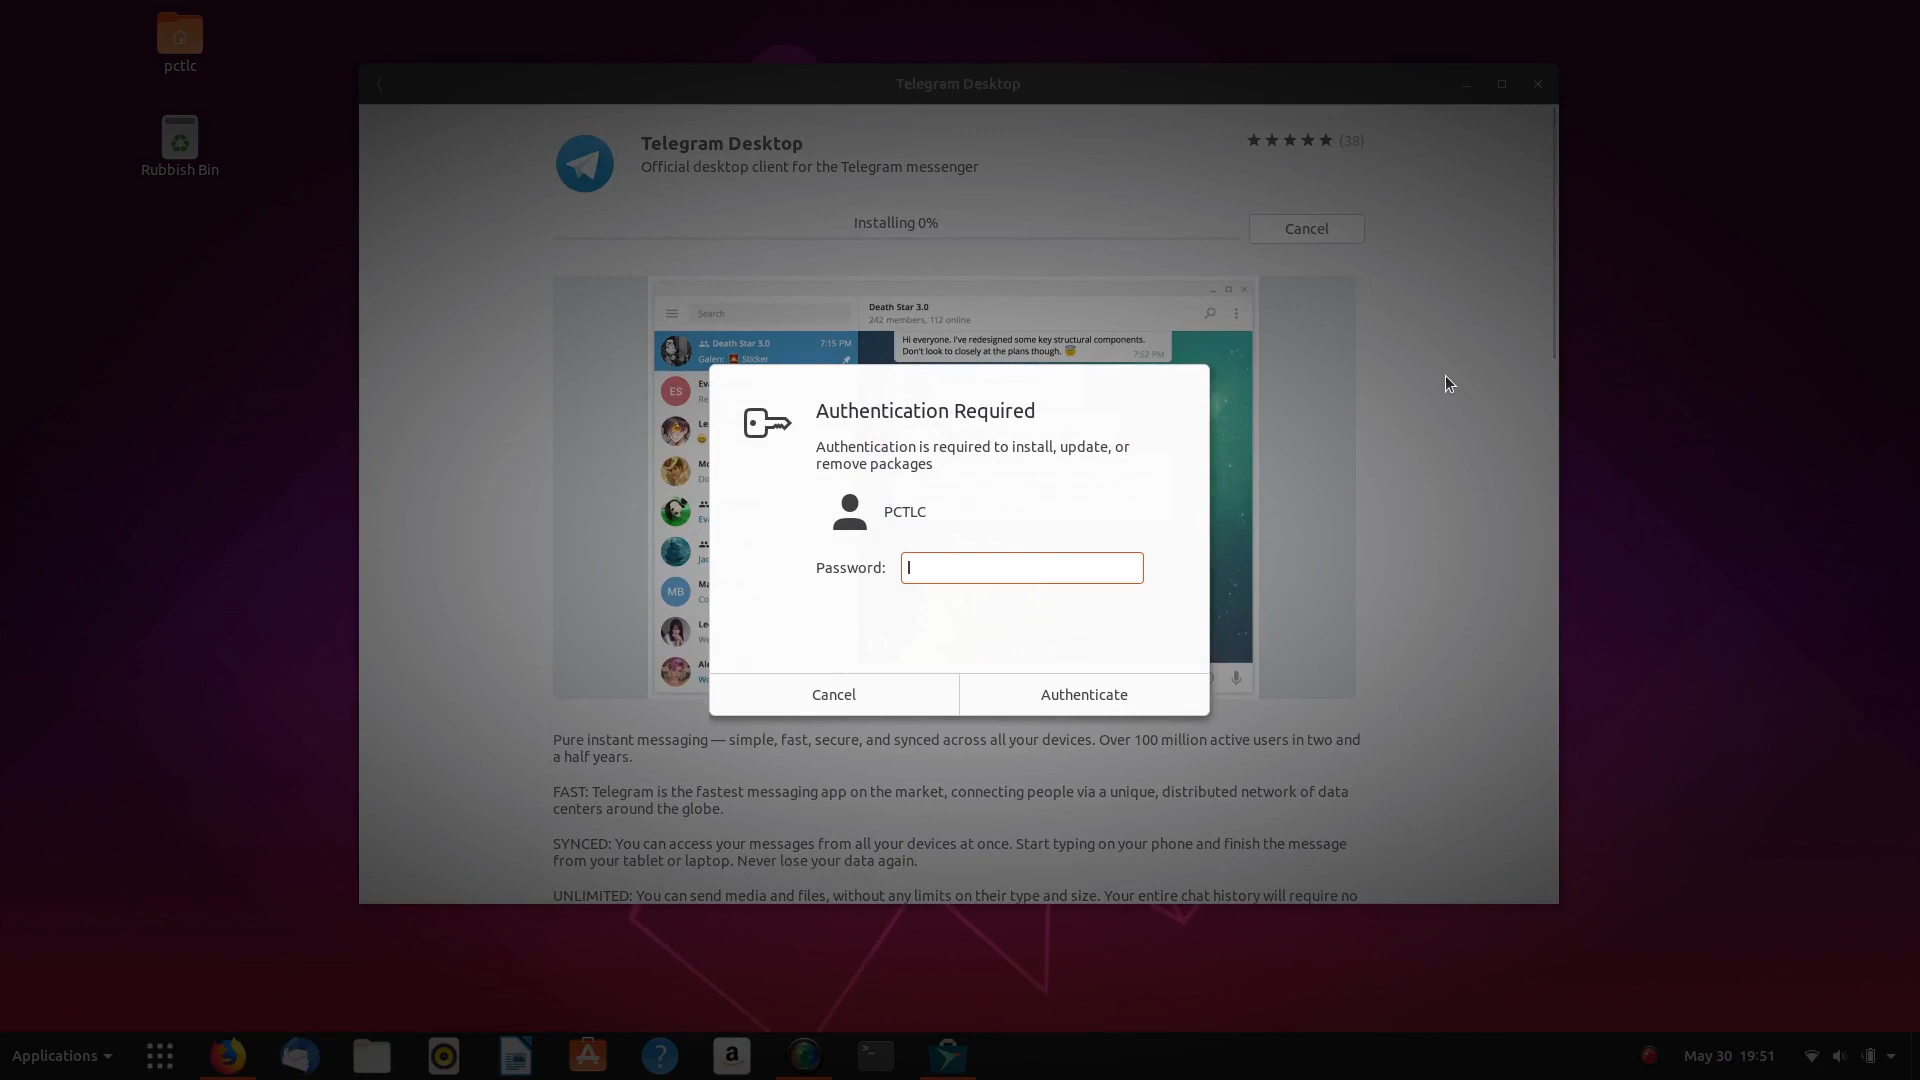 pctlc
Rubbish Bin
Telegram Desktop
Telegram Desktop
(38)
Official desktop client for the Telegram messenger
Installing 0%
Cancel
Search
Death Star 3.0
242 members, 112 online
Death Star 3.0
7:15 PM
Galen:
Sticker
Hi everyone. I've redesigned some key structural components.
Don't look to closely at the plans though.
7:52 PM
ES
MB
Authentication Required
Authentication is required to install, update, or
remove packages
PCTLC
Password:
Cancel
Authenticate
Pure instant messaging — simple, fast, secure, and synced across all your devices. Over 100 million active users in two and
a half years.
FAST: Telegram is the fastest messaging app on the market, connecting people via a unique, distributed network of data
centers around the globe.
SYNCED: You can access your messages from all your devices at once. Start typing on your phone and finish the message
from your tablet or laptop. Never lose your data again.
UNLIMITED: You can send media and files, without any limits on their type and size. Your entire chat history will require no
Applications
May 30 19:51